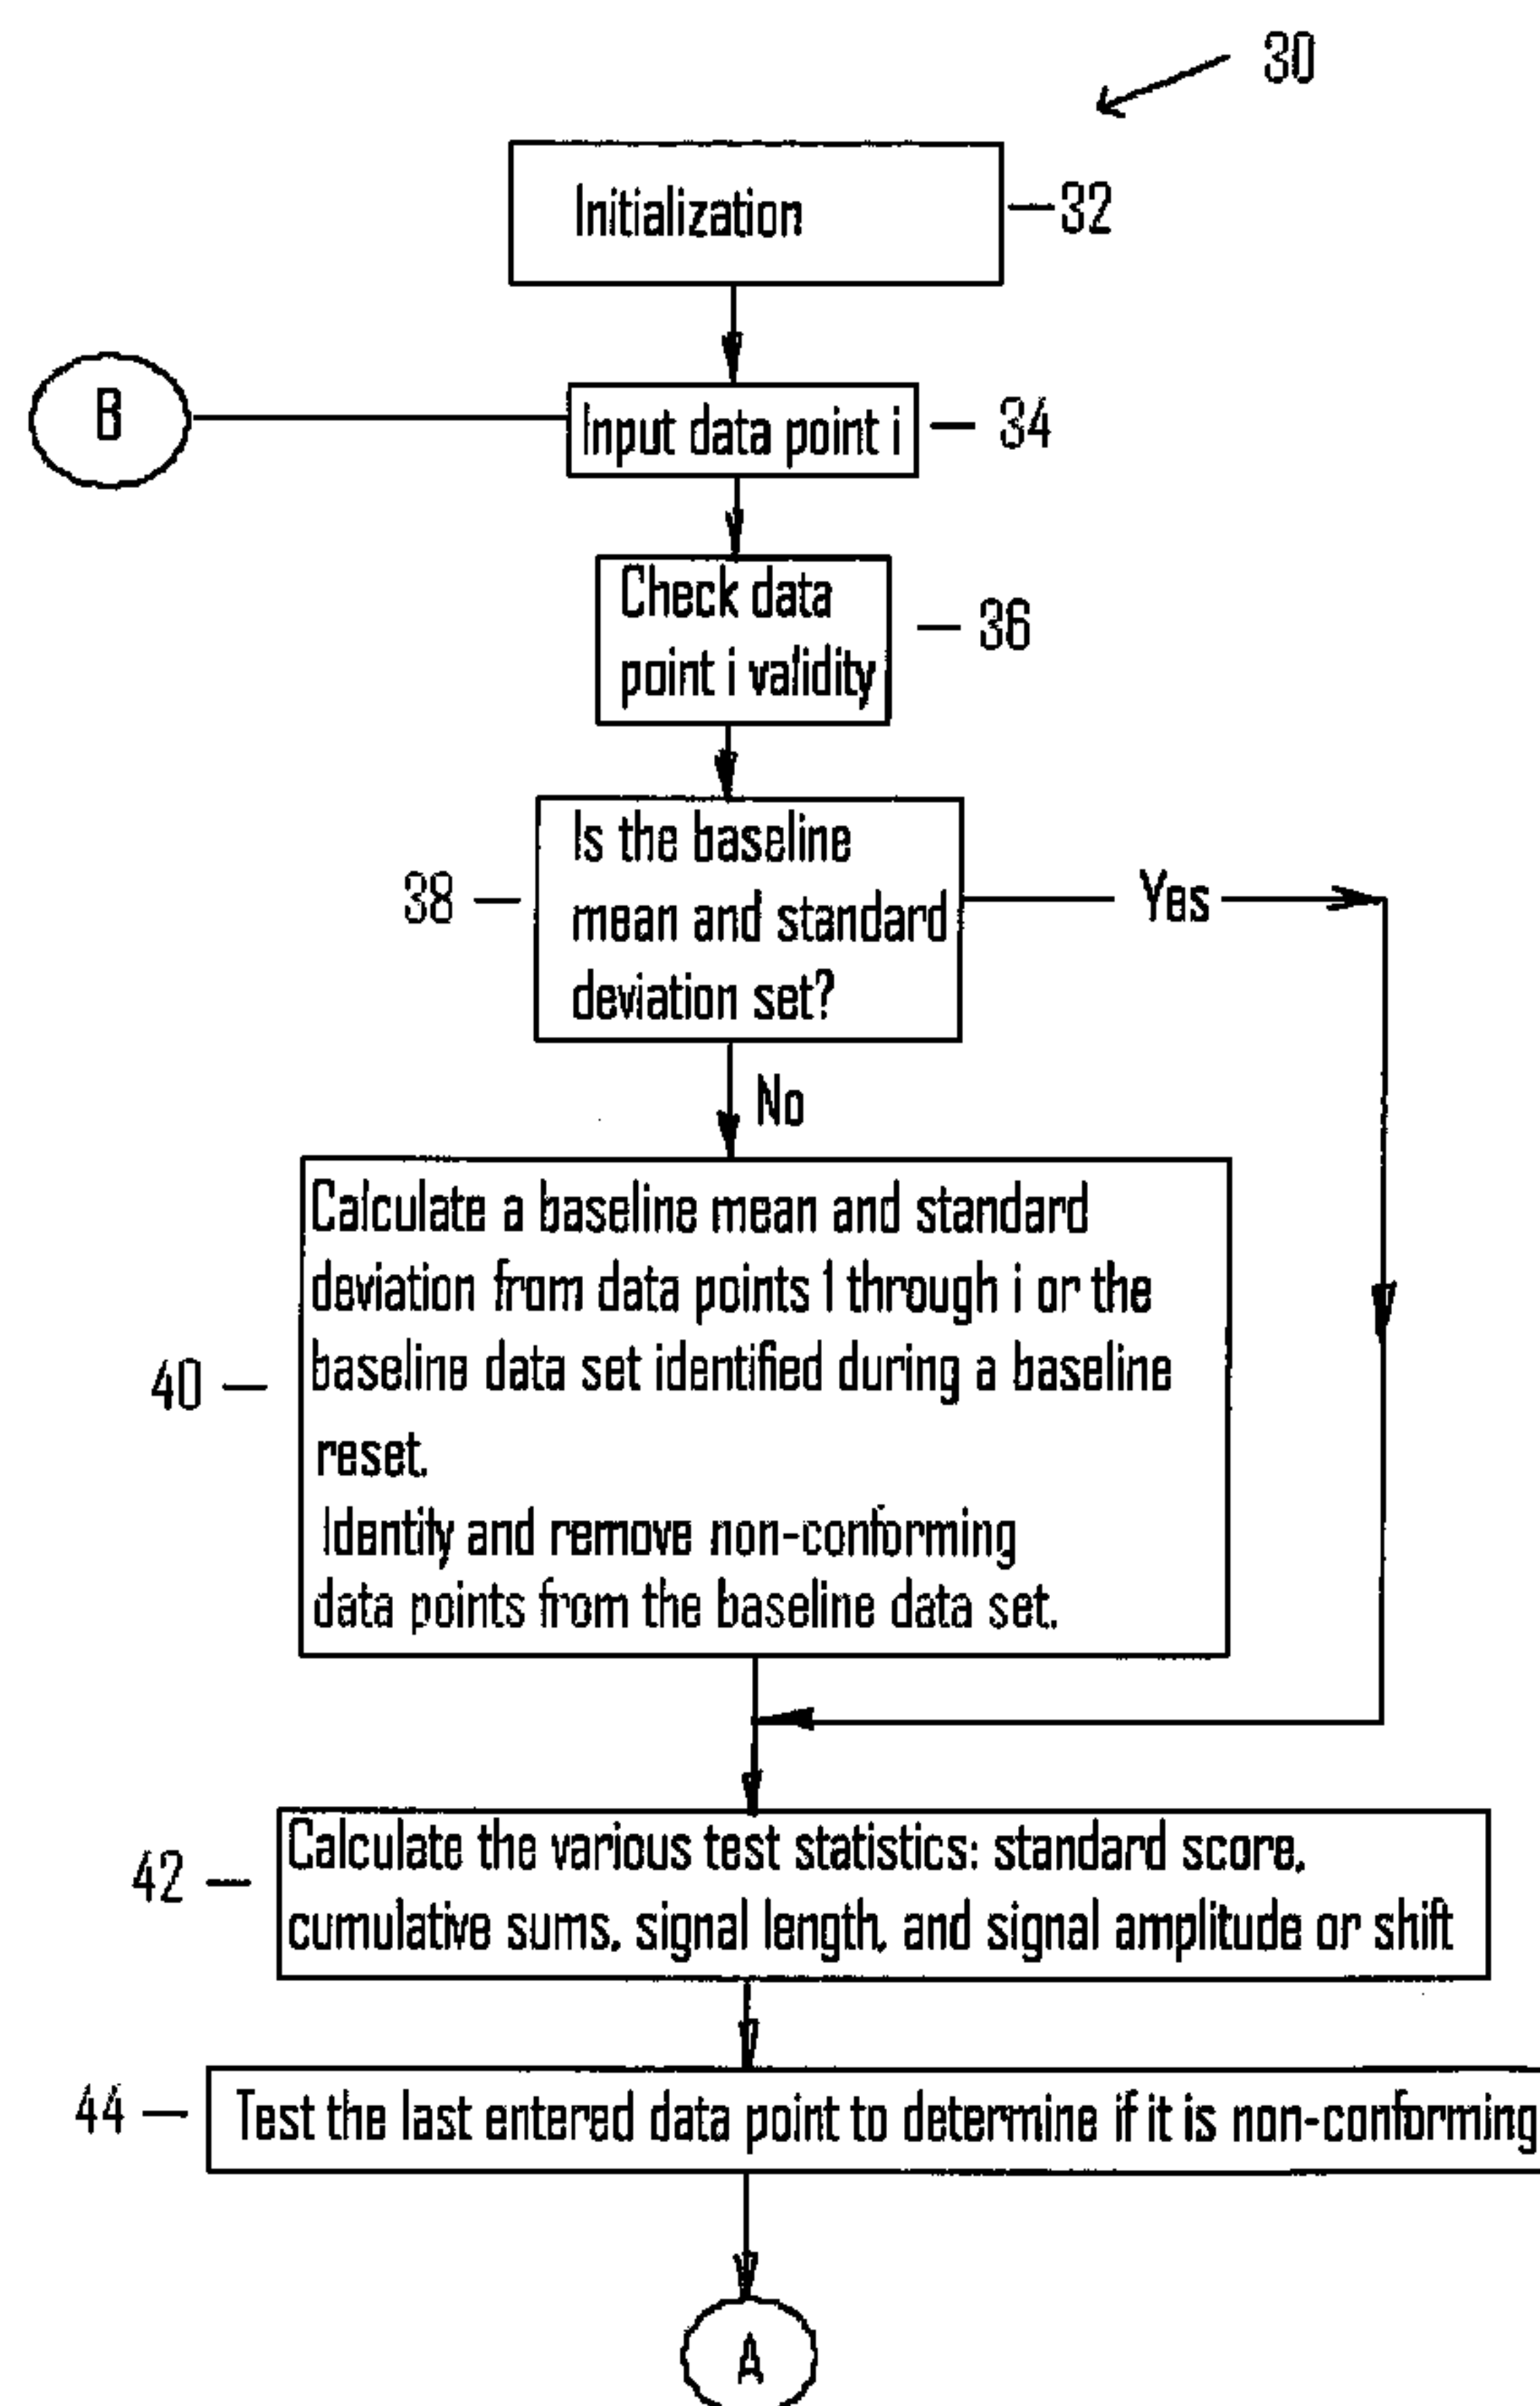 30
Initialization
32
B
Input data point i
34
Check data
point i validity
36
Is the baseline
mean and standard
deviation set?
38
Yes
No
Calculate a baseline mean and standard
deviation from data points 1 through i or the
baseline data set identified during a baseline
reset.
Identify and remove non-conforming
data points from the baseline data set.
40
Calculate the various test statistics: standard score,
cumulative sums, signal length, and signal amplitude or shift
42
44
Test the last entered data point to determine if it is non-conforming
A